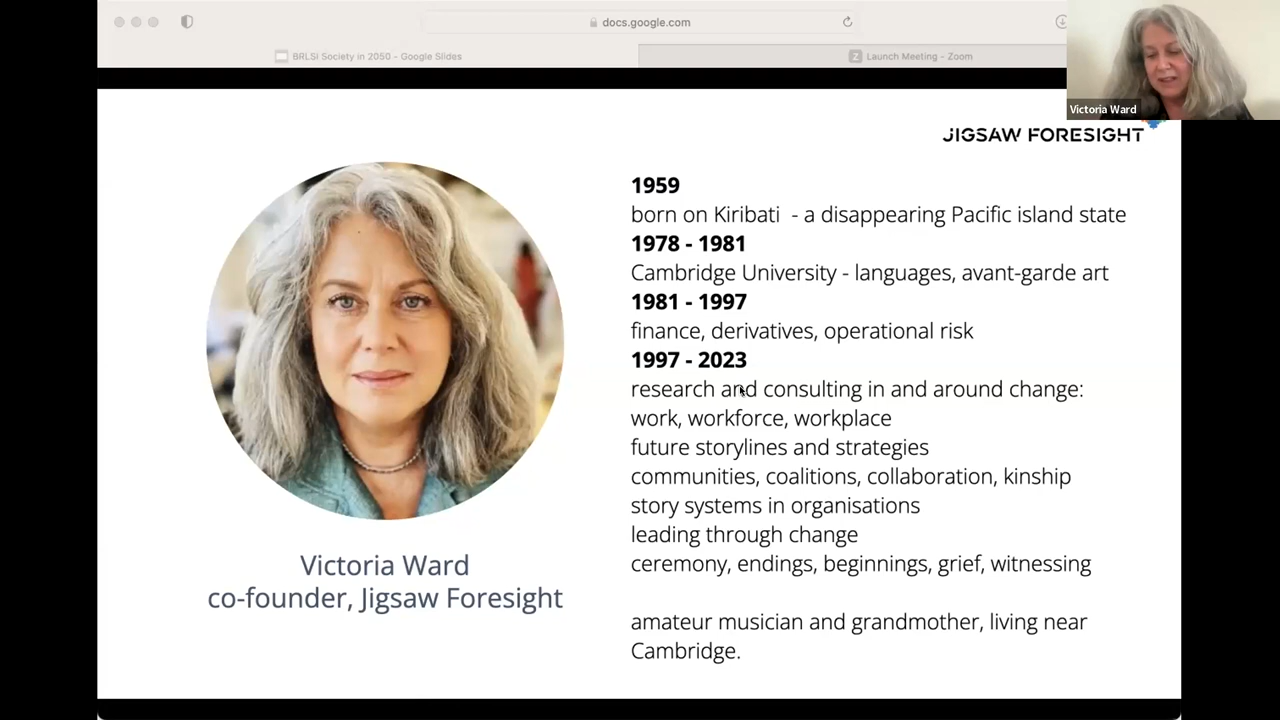 docs.google.com
BRLSI Society in 2050 - Google Slides
Z Launch Meeting - Zoom
Victoria Ward
JIGSAW FORESIGHT
1959
born on Kiribati - a disappearing Pacific island state
1978 - 1981
Cambridge University - languages, avant-garde art
1981 - 1997
finance, derivatives, operational risk
1997 - 2023
research and consulting in and around change:
work, workforce, workplace
future storylines and strategies
communities, coalitions, collaboration, kinship
story systems in organisations
leading through change
ceremony, endings, beginnings, grief, witnessing
amateur musician and grandmother, living near
Cambridge.
Victoria Ward
co-founder, Jigsaw Foresight